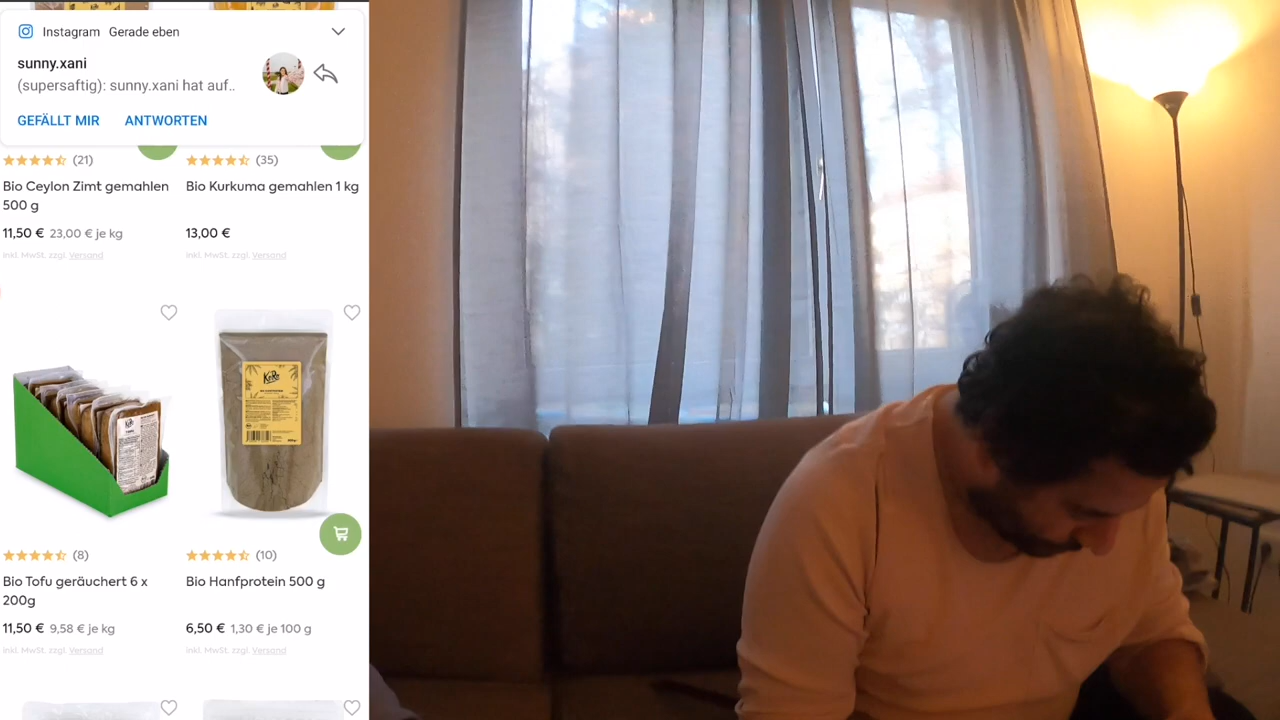 Instagram Gerade eben
sunny.xani
(supersaftig): sunny.xani hat auf..
GEFÄLLT MIR ANTWORTEN
(21) (35)
Bio Ceylon Zimt gemahlen 500 g
Bio Kurkuma gemahlen 1 kg
11,50 € 23,00 € je kg
13,00 €
inkl. MwSt. zzgl. Versand
inkl. MwSt. zzgl. Versand
KoRo
(8) (10)
Bio Tofu geräuchert 6 x 200g
Bio Hanfprotein 500 g
11,50 € 9,58 € je kg
6,50 € 1,30 € je 100 g
inkl. MwSt. zzgl. Versand
inkl. MwSt. zzgl. Versand